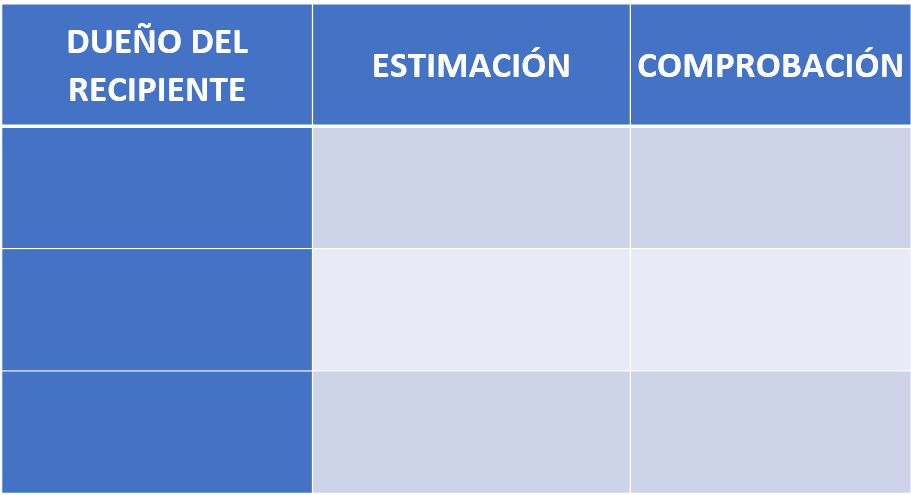 DUEÑO DEL
RECIPIENTE
ESTIMACIÓN
COMPROBACIÓN